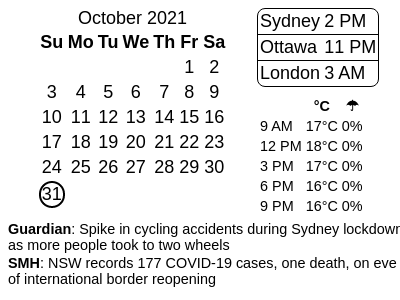 October 2021
Su Mo Tu We Th Fr Sa
1 2
3 4 5 6 7 8 9
10 11 12 13 14 15 16
17 18 19 20 21 22 23
24 25 26 27 28 29 30
31
Sydney 2 PM
Ottawa 11 PM
London 3 AM
°C ☂
9 AM 17°C 0%
12 PM 18°C 0%
3 PM 17°C 0%
6 PM 16°C 0%
9 PM 16°C 0%
Guardian: Spike in cycling accidents during Sydney lockdown
as more people took to two wheels
SMH: NSW records 177 COVID-19 cases, one death, on eve
of international border reopening